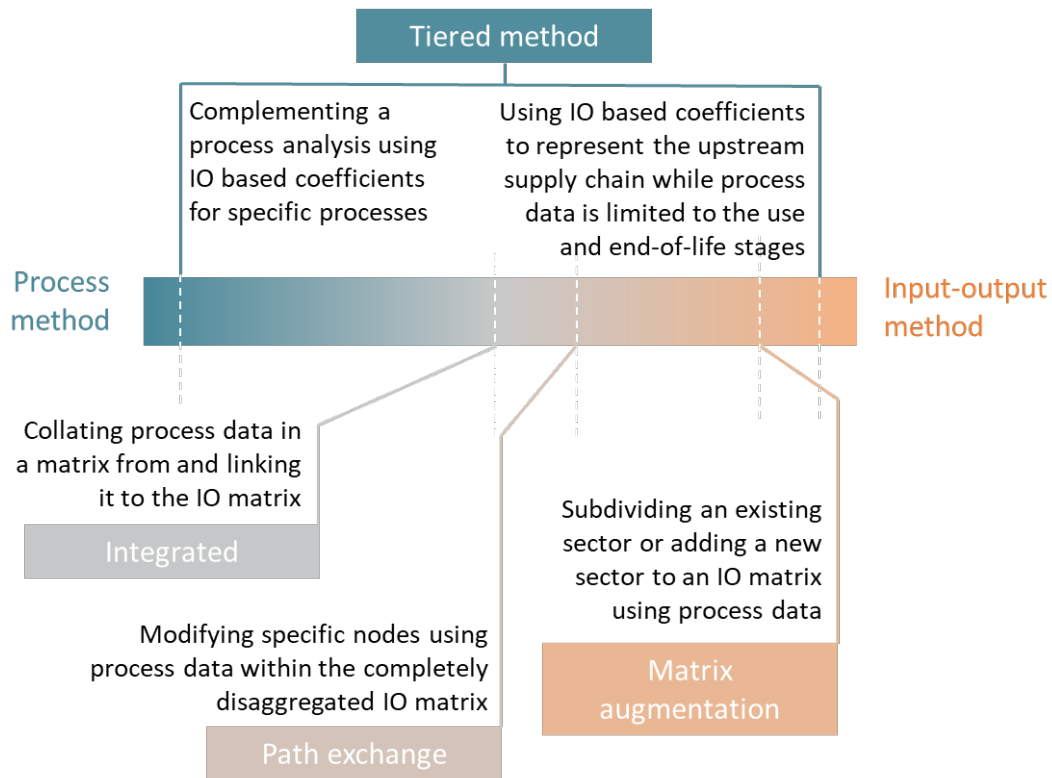 Tiered method
Complementing a
process analysis using
IO based coefficients
for specific processes
Using IO based coefficients
to represent the upstream
supply chain while process
data is limited to the use
and end-of-life stages
Process
method
Input-output
method
Collating process data in
a matrix from and linking
it to the IO matrix
Integrated
Modifying specific nodes using
process data within the completely
disaggregated IO matrix
Path exchange
Subdividing an existing
sector or adding a new
sector to an IO matrix
using process data
Matrix
augmentation